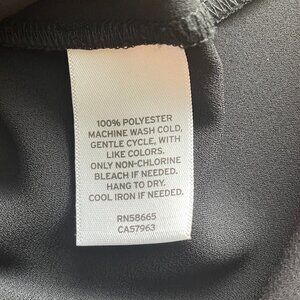 100% POLYESTER
MACHINE WASH COLD,
GENTLE CYCLE, WITH
LIKE COLORS.
ONLY NON-CHLORINE
BLEACH IF NEEDED.
HANG TO DRY.
COOL IRON IF NEEDED.
RN58665
CA57963